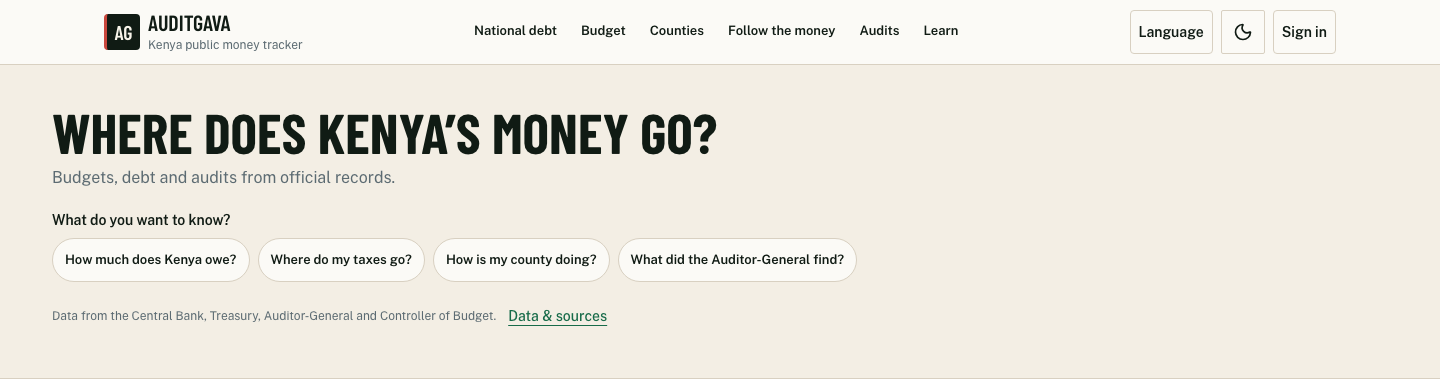 AG
AUDITGAVA
Kenya public money tracker
National debt
Budget
Counties
Follow the money
Audits
Learn
Language
Sign in
WHERE DOES KENYA’S MONEY GO?
Budgets, debt and audits from official records.
What do you want to know?
How much does Kenya owe?
Where do my taxes go?
How is my county doing?
What did the Auditor-General find?
Data from the Central Bank, Treasury, Auditor-General and Controller of Budget. Data & sources